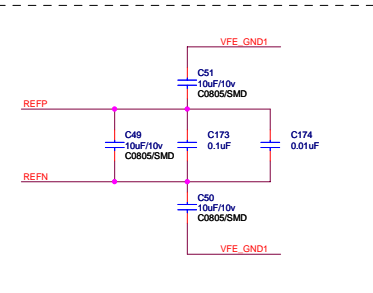 VFE_GND1
C51
10uF/10v
C0805/SMD
REFP
C49
10uF/10v
C0805/SMD
C173
0.1uF
C174
0.01uF
REFN
C50
10uF/10v
C0805/SMD
VFE_GND1